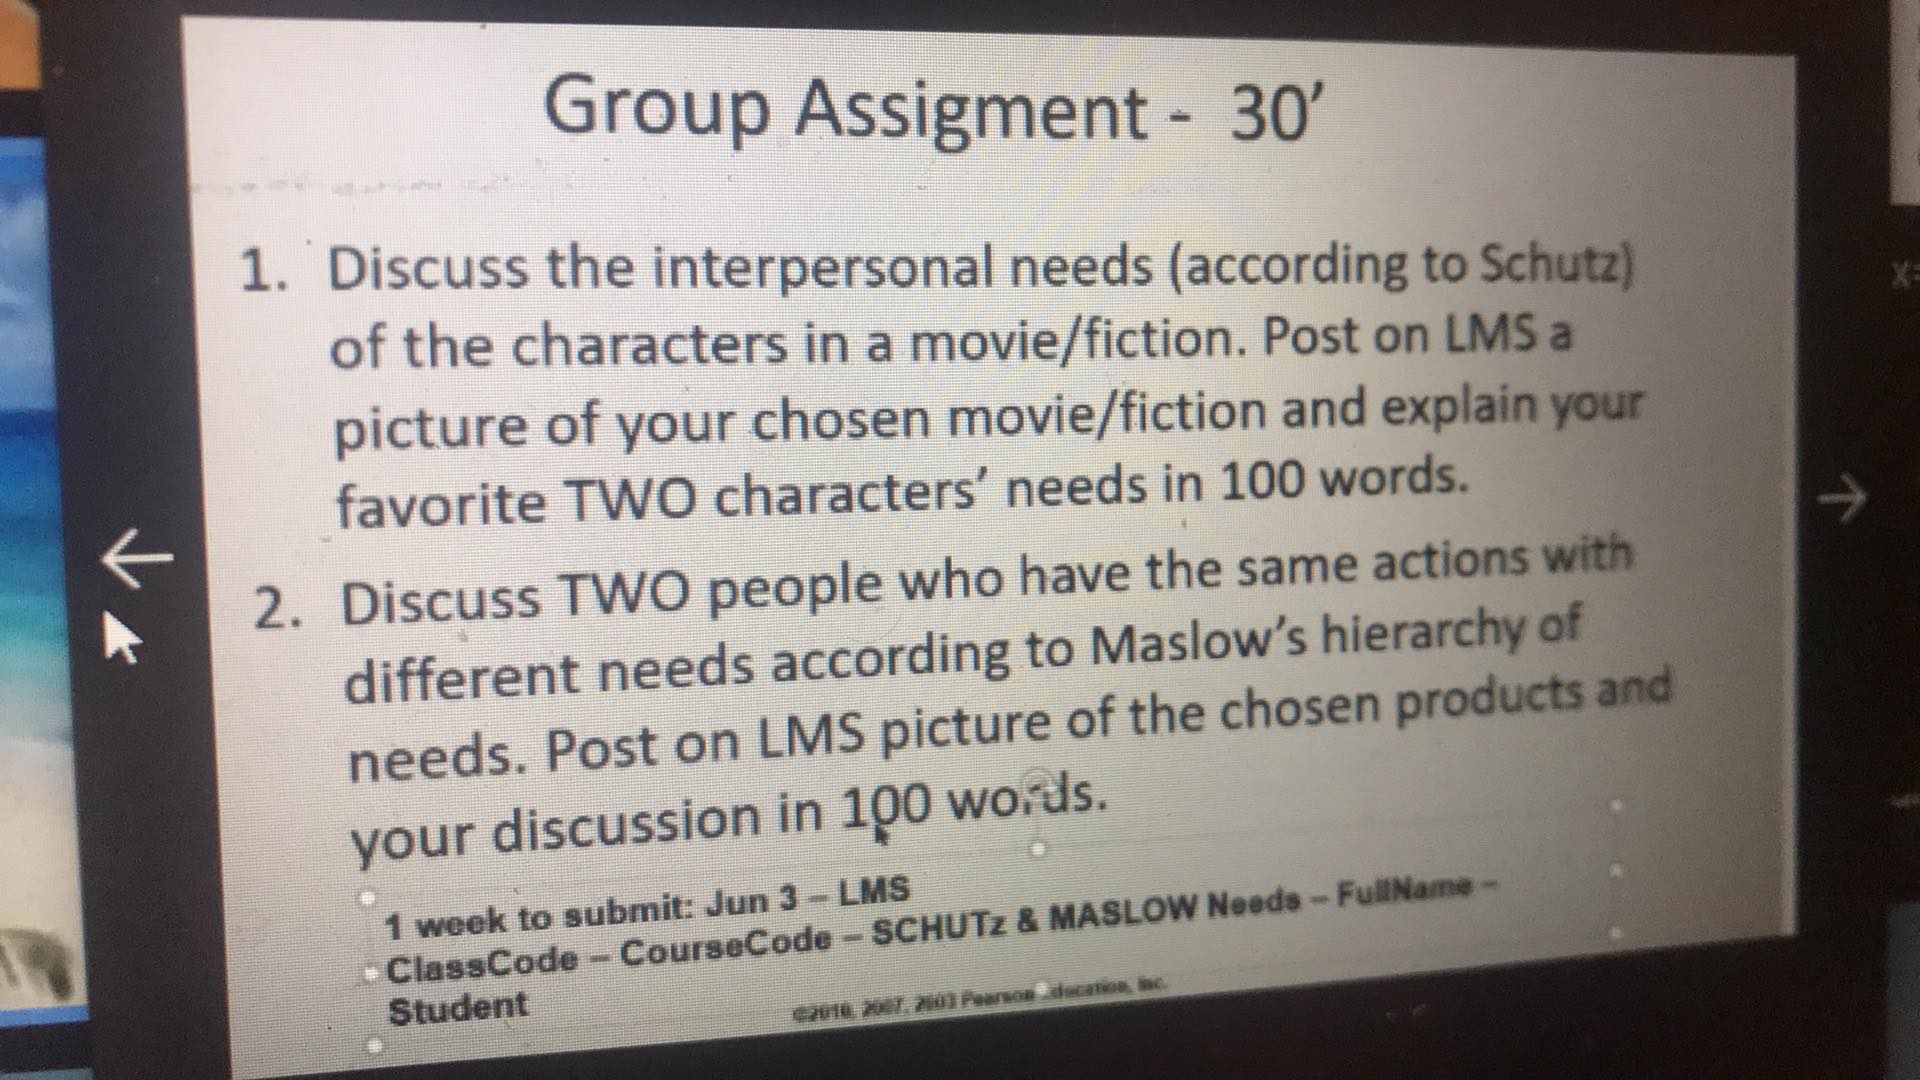 Group Assigment - 30'
1. Discuss the interpersonal needs (according to Schutz)
of the characters in a movie/fiction. Post on LMS a
picture of your chosen movie/fiction and explain your
favorite TWO characters' needs in 100 words.
2. Discuss TWO people who have the same actions with
different needs according to Maslow's hierarchy of
needs. Post on LMS picture of the chosen products and
your discussion in 100 words.
1 week to submit: Jun 3 – LMS
ClassCode – CourseCode – SCHUTz & MASLOW Needs – FullName –
Student
©2010, 2007, 2003 Pearson Education, Inc.